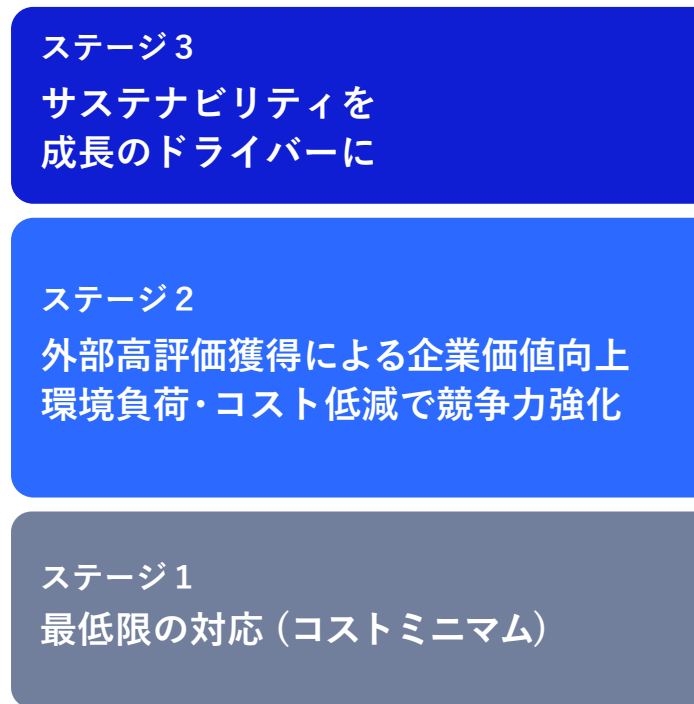 ステージ3
サステナビリティを
成長のドライバーに
ステージ2
外部高評価獲得による企業価値向上
環境負荷・コスト低減で競争力強化
ステージ1
最低限の対応(コストミニマム)